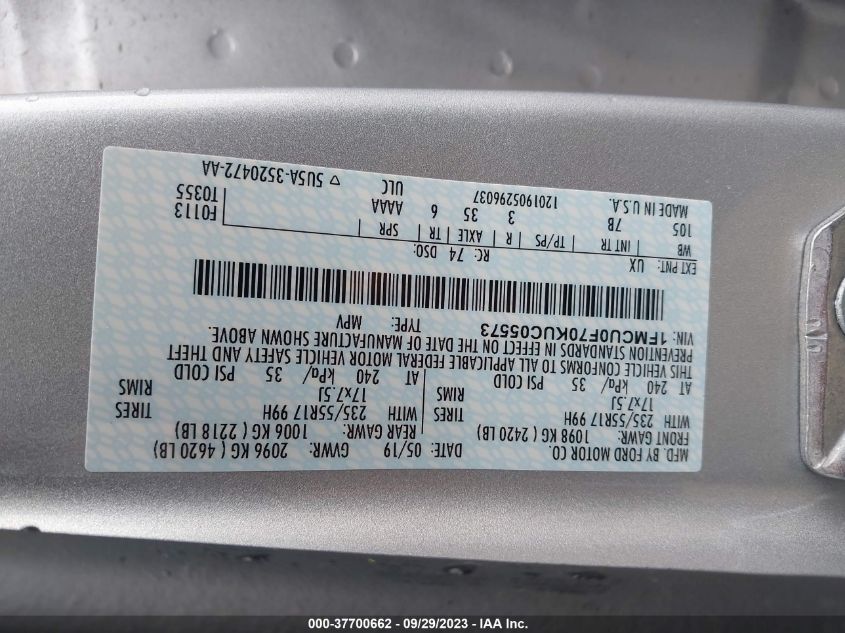 MFD. BY FORD MOTOR CO.
DATE: 05/19 GVWR: 2096 KG ( 4620 LB)
FRONT GAWR: 1098 KG ( 2420 LB) REAR GAWR: 1006 KG ( 2218 LB)
WITH 235/55R17 99H TIRES WITH 235/55R17 99H TIRES
17x7.5J RIMS 17x7.5J RIMS
AT 240 kPa/ 35 PSI COLD AT 240 kPa/ 35 PSI COLD
THIS VEHICLE CONFORMS TO ALL APPLICABLE FEDERAL MOTOR VEHICLE SAFETY AND THEFT
PREVENTION STANDARDS IN EFFECT ON THE DATE OF MANUFACTURE SHOWN ABOVE.
VIN: 1FMCU0F70KUC05573 TYPE: MPV
EXT PNT: UX RC: 74 DSO:
WB INT TR TP/PS R AXLE TR SPR
105 7B 3 35 6 AAAA F0113
T0355
MADE IN U.S.A. 1201905296037 ULC ▽ 5U5A-3520472-AA
000-37700662 - 09/29/2023 - IAA Inc.